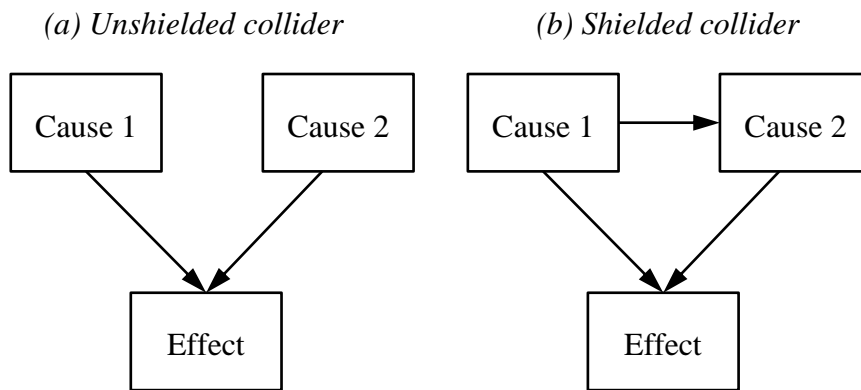 (a) Unshielded collider
(b) Shielded collider
Cause 1
Cause 2
Cause 1
Cause 2
Effect
Effect